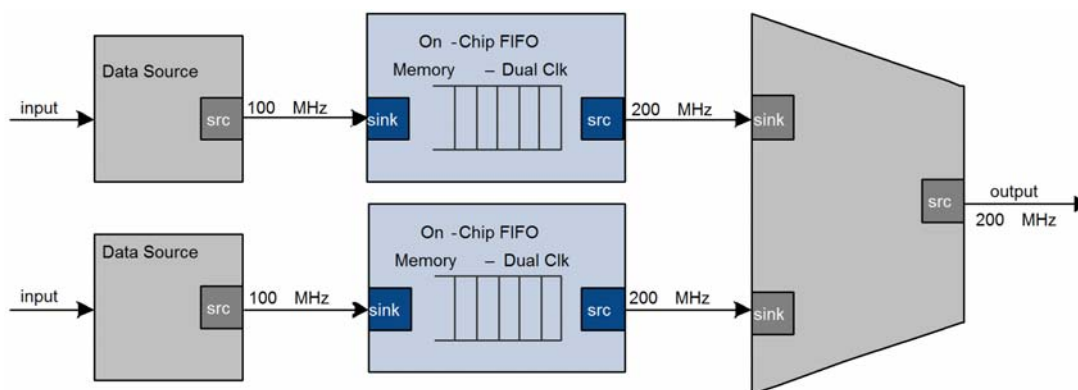 On -Chip FIFO
Data Source
Memory – Dual Clk
input
src
100 MHz
sink
src
200 MHz
sink
src
output
200 MHz
On -Chip FIFO
Data Source
Memory – Dual Clk
input
src
100 MHz
sink
src
200 MHz
sink